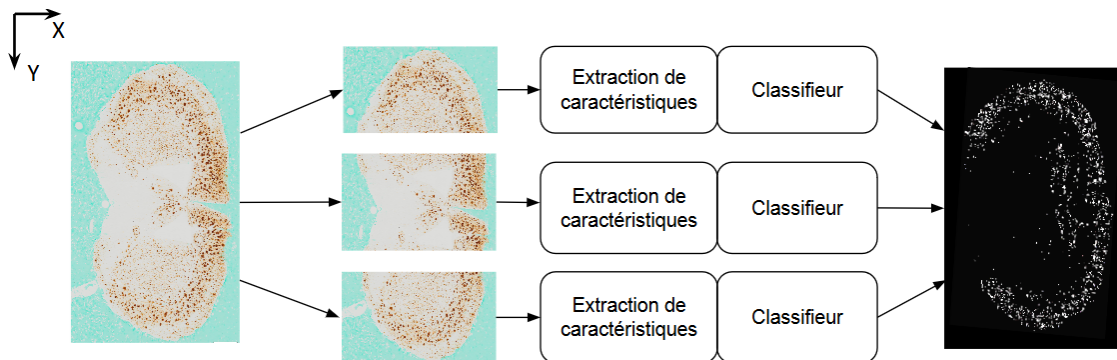 X
Y
Extraction de
caractéristiques
Classifieur
Extraction de
caractéristiques
Classifieur
Extraction de
caractéristiques
Classifieur